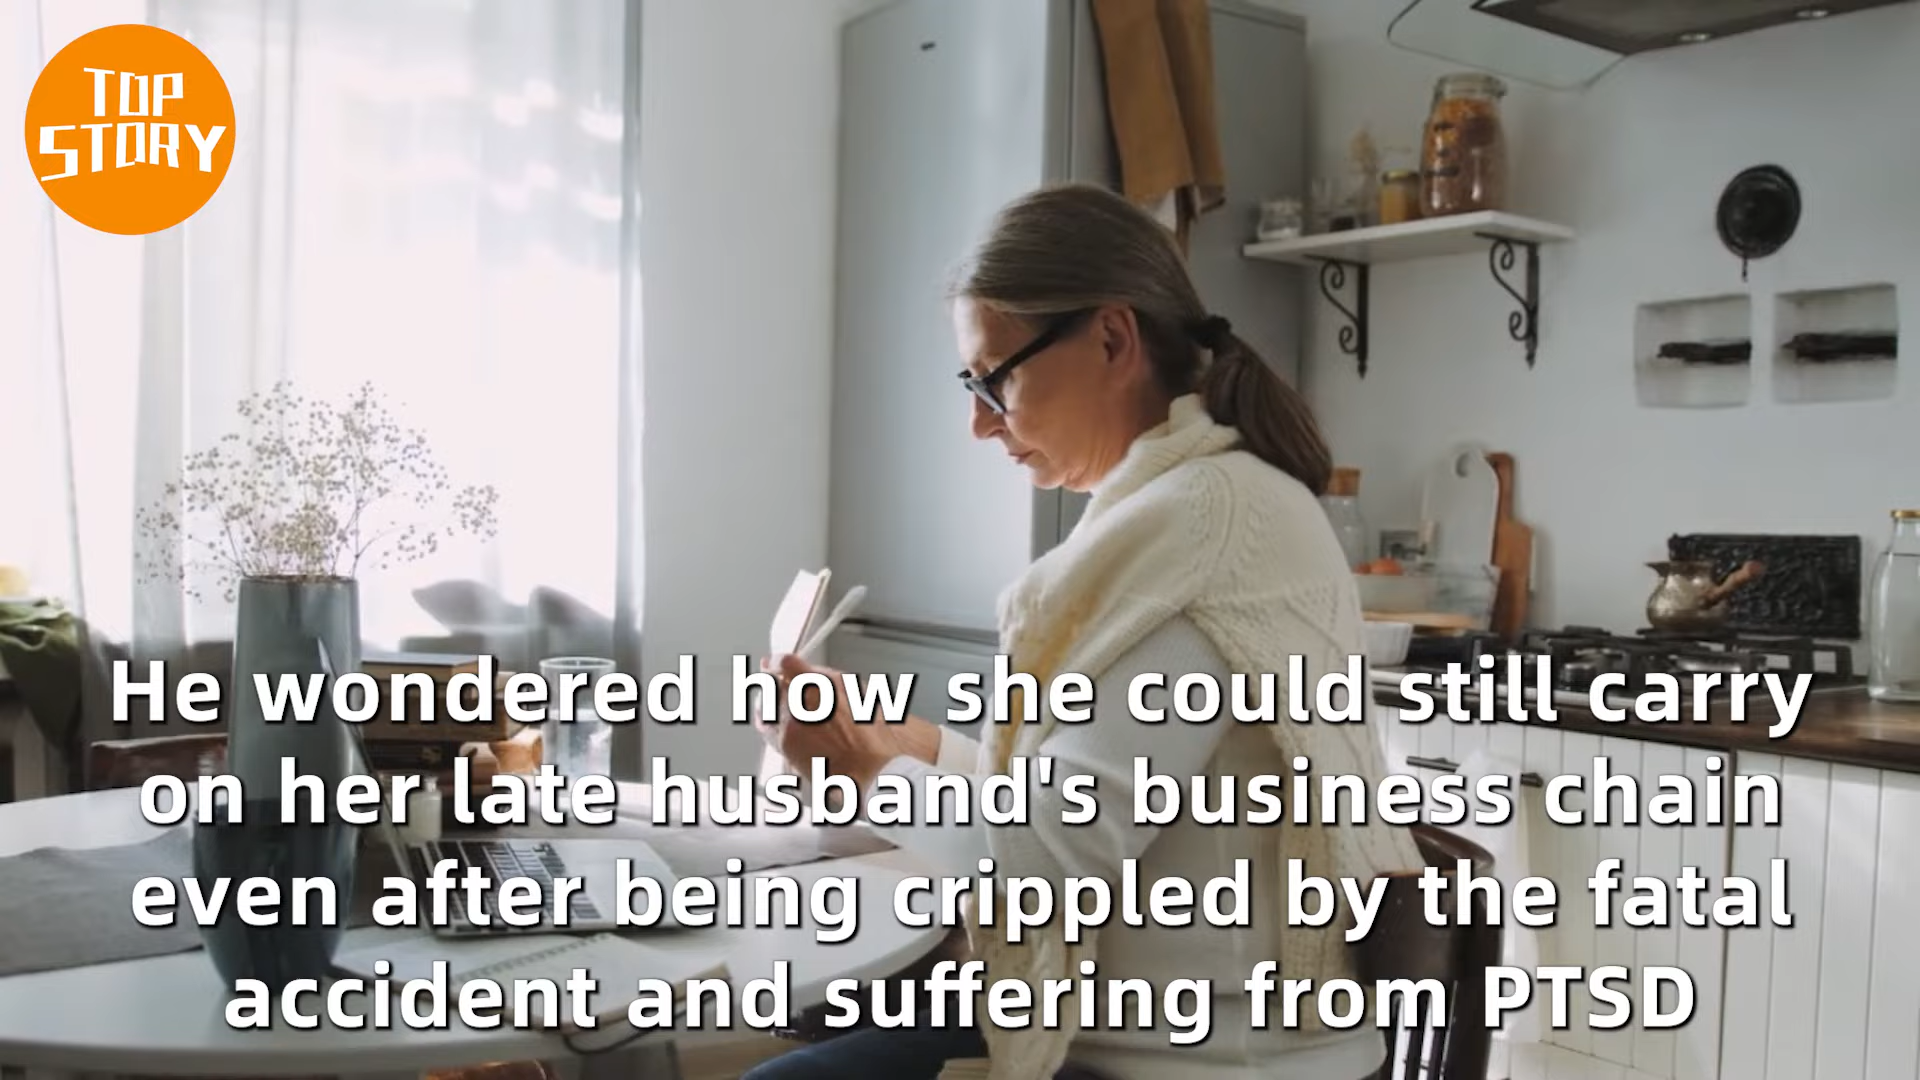 TOP
STORY
He wondered how she could still carry
on her late husband's business chain
even after being crippled by the fatal
accident and suffering from PTSD